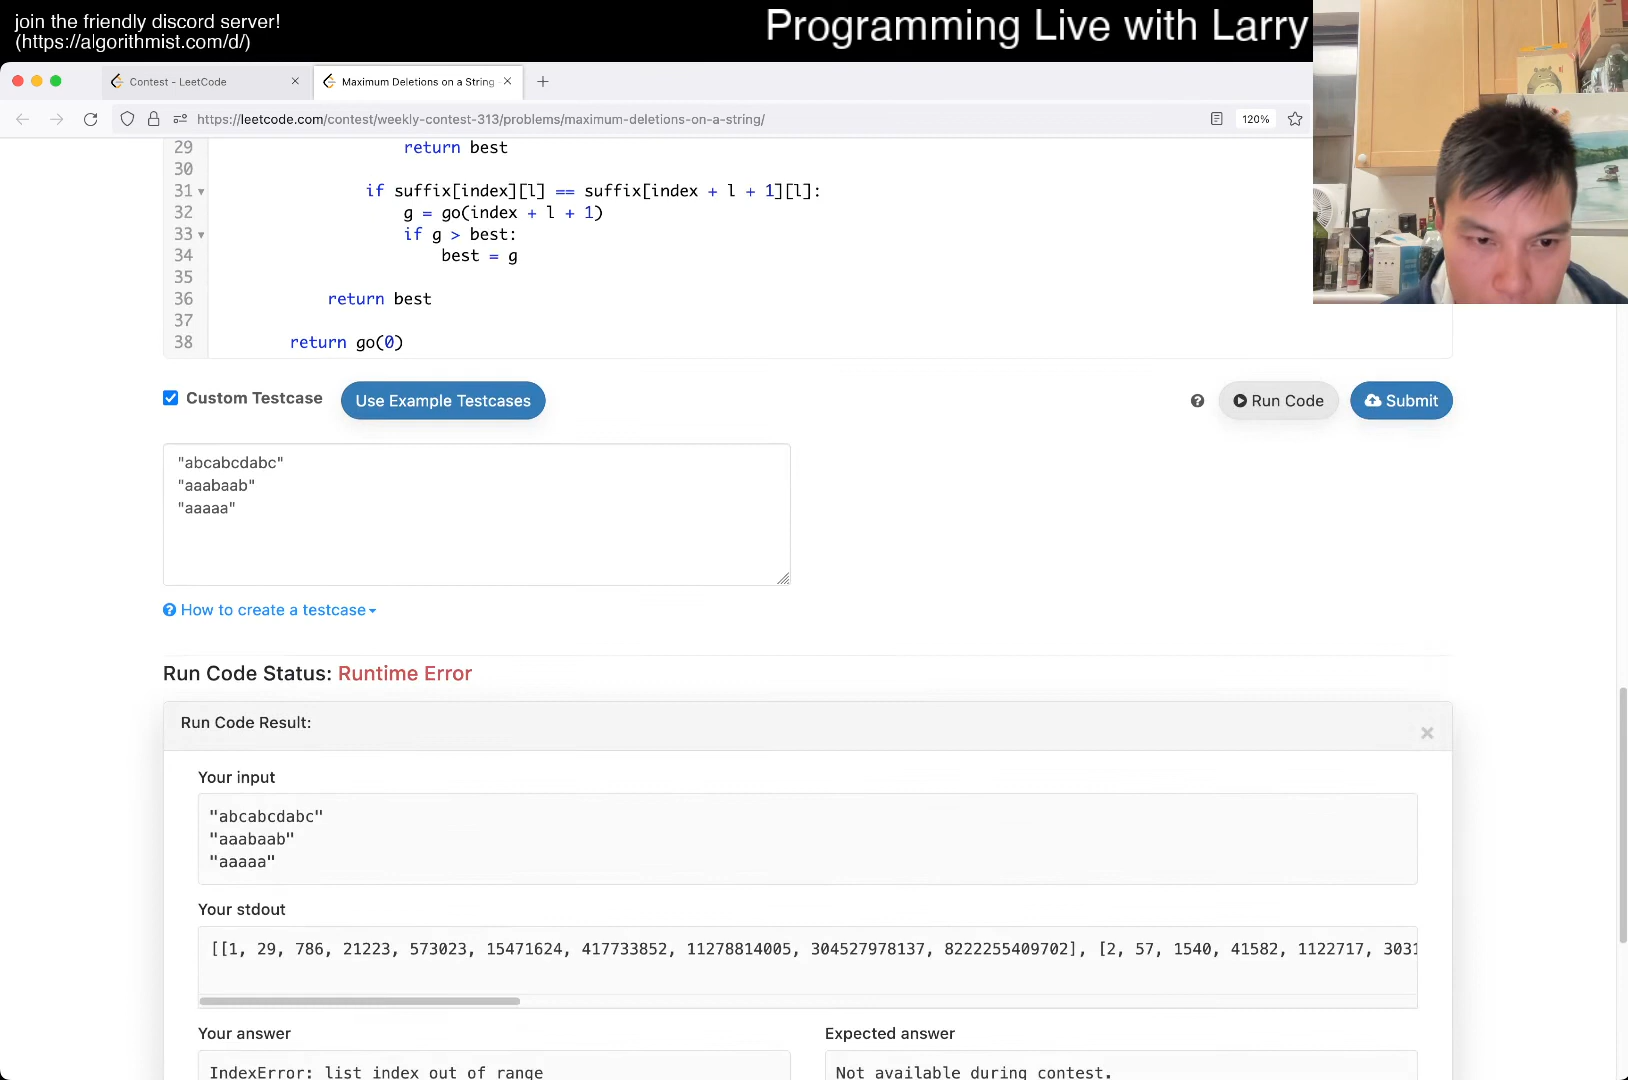 join the friendly discord server!
(https://algorithmist.com/d/)
Programming Live with Larry
Contest - LeetCode
Maximum Deletions on a String
https://leetcode.com/contest/weekly-contest-313/problems/maximum-deletions-on-a-string/
120%
29 return best
30
31 if suffix[index][l] == suffix[index + l + 1][l]:
32 g = go(index + l + 1)
33 if g > best:
34 best = g
35
36 return best
37
38 return go(0)
Custom Testcase
Use Example Testcases
Run Code
Submit
"abcabcdabc"
"aaabaab"
"aaaaa"
How to create a testcase
Run Code Status: Runtime Error
Run Code Result:
Your input
"abcabcdabc"
"aaabaab"
"aaaaa"
Your stdout
[[1, 29, 786, 21223, 573023, 15471624, 417733852, 11278814005, 304527978137, 8222255409702], [2, 57, 1540, 41582, 1122717, 3031
Your answer
Expected answer
IndexError: list index out of range
Not available during contest.